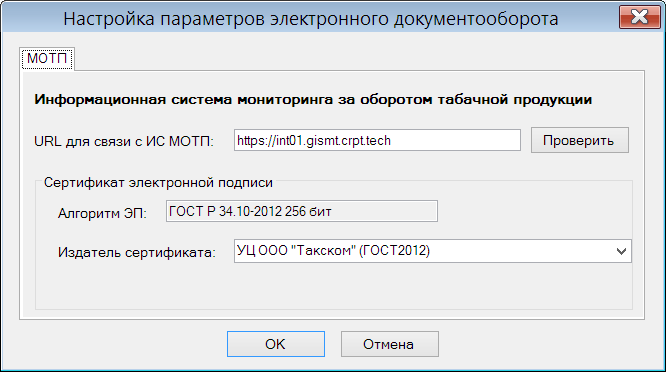 Настройка параметров электронного документооборота
МОТП
Информационная система мониторинга за оборотом табачной продукции
URL для связи с ИС МОТП: https://int01.gismt.crpt.tech Проверить
Сертификат электронной подписи
Алгоритм ЭП: ГОСТ Р 34.10-2012 256 бит
Издатель сертификата: УЦ ООО "Такском" (ГОСТ2012)
OK Отмена